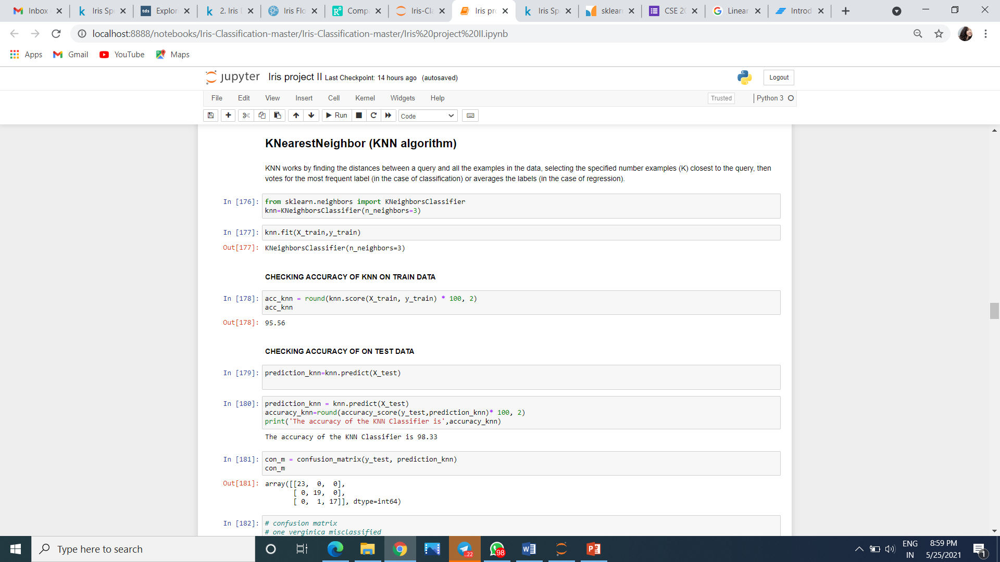 Inbox
Iris Sp
tds Explor
2. Iris
Iris Flo
Comp
Iris-Cla
Iris pro
Iris Sp
sklear
CSE 20
Linear
Introd
localhost:8888/notebooks/Iris-Classification-master/Iris-Classification-master/Iris%20project%20II.ipynb
Apps Gmail YouTube Maps
jupyter Iris project II Last Checkpoint: 14 hours ago (autosaved) Logout
File Edit View Insert Cell Kernel Widgets Help Trusted Python 3
Run Code
KNearestNeighbor (KNN algorithm)
KNN works by finding the distances between a query and all the examples in the data, selecting the specified number examples (K) closest to the query, then
votes for the most frequent label (in the case of classification) or averages the labels (in the case of regression).
In [176]: from sklearn.neighbors import KNeighborsClassifier
knn=KNeighborsClassifier(n_neighbors=3)
In [177]: knn.fit(X_train,y_train)
Out[177]: KNeighborsClassifier(n_neighbors=3)
CHECKING ACCURACY OF KNN ON TRAIN DATA
In [178]: acc_knn = round(knn.score(X_train, y_train) * 100, 2)
acc_knn
Out[178]: 95.56
CHECKING ACCURACY OF ON TEST DATA
In [179]: prediction_knn=knn.predict(X_test)
In [180]: prediction_knn = knn.predict(X_test)
accuracy_knn=round(accuracy_score(y_test,prediction_knn)* 100, 2)
print('The accuracy of the KNN Classifier is',accuracy_knn)
The accuracy of the KNN Classifier is 98.33
In [181]: con_m = confusion_matrix(y_test, prediction_knn)
con_m
Out[181]: array([[23,  0,  0],
[ 0, 19,  0],
[ 0,  1, 17]], dtype=int64)
In [182]: # confusion matrix
# one verginica misclassified
Type here to search
..22
98
ENG
IN
8:59 PM
5/25/2021
1